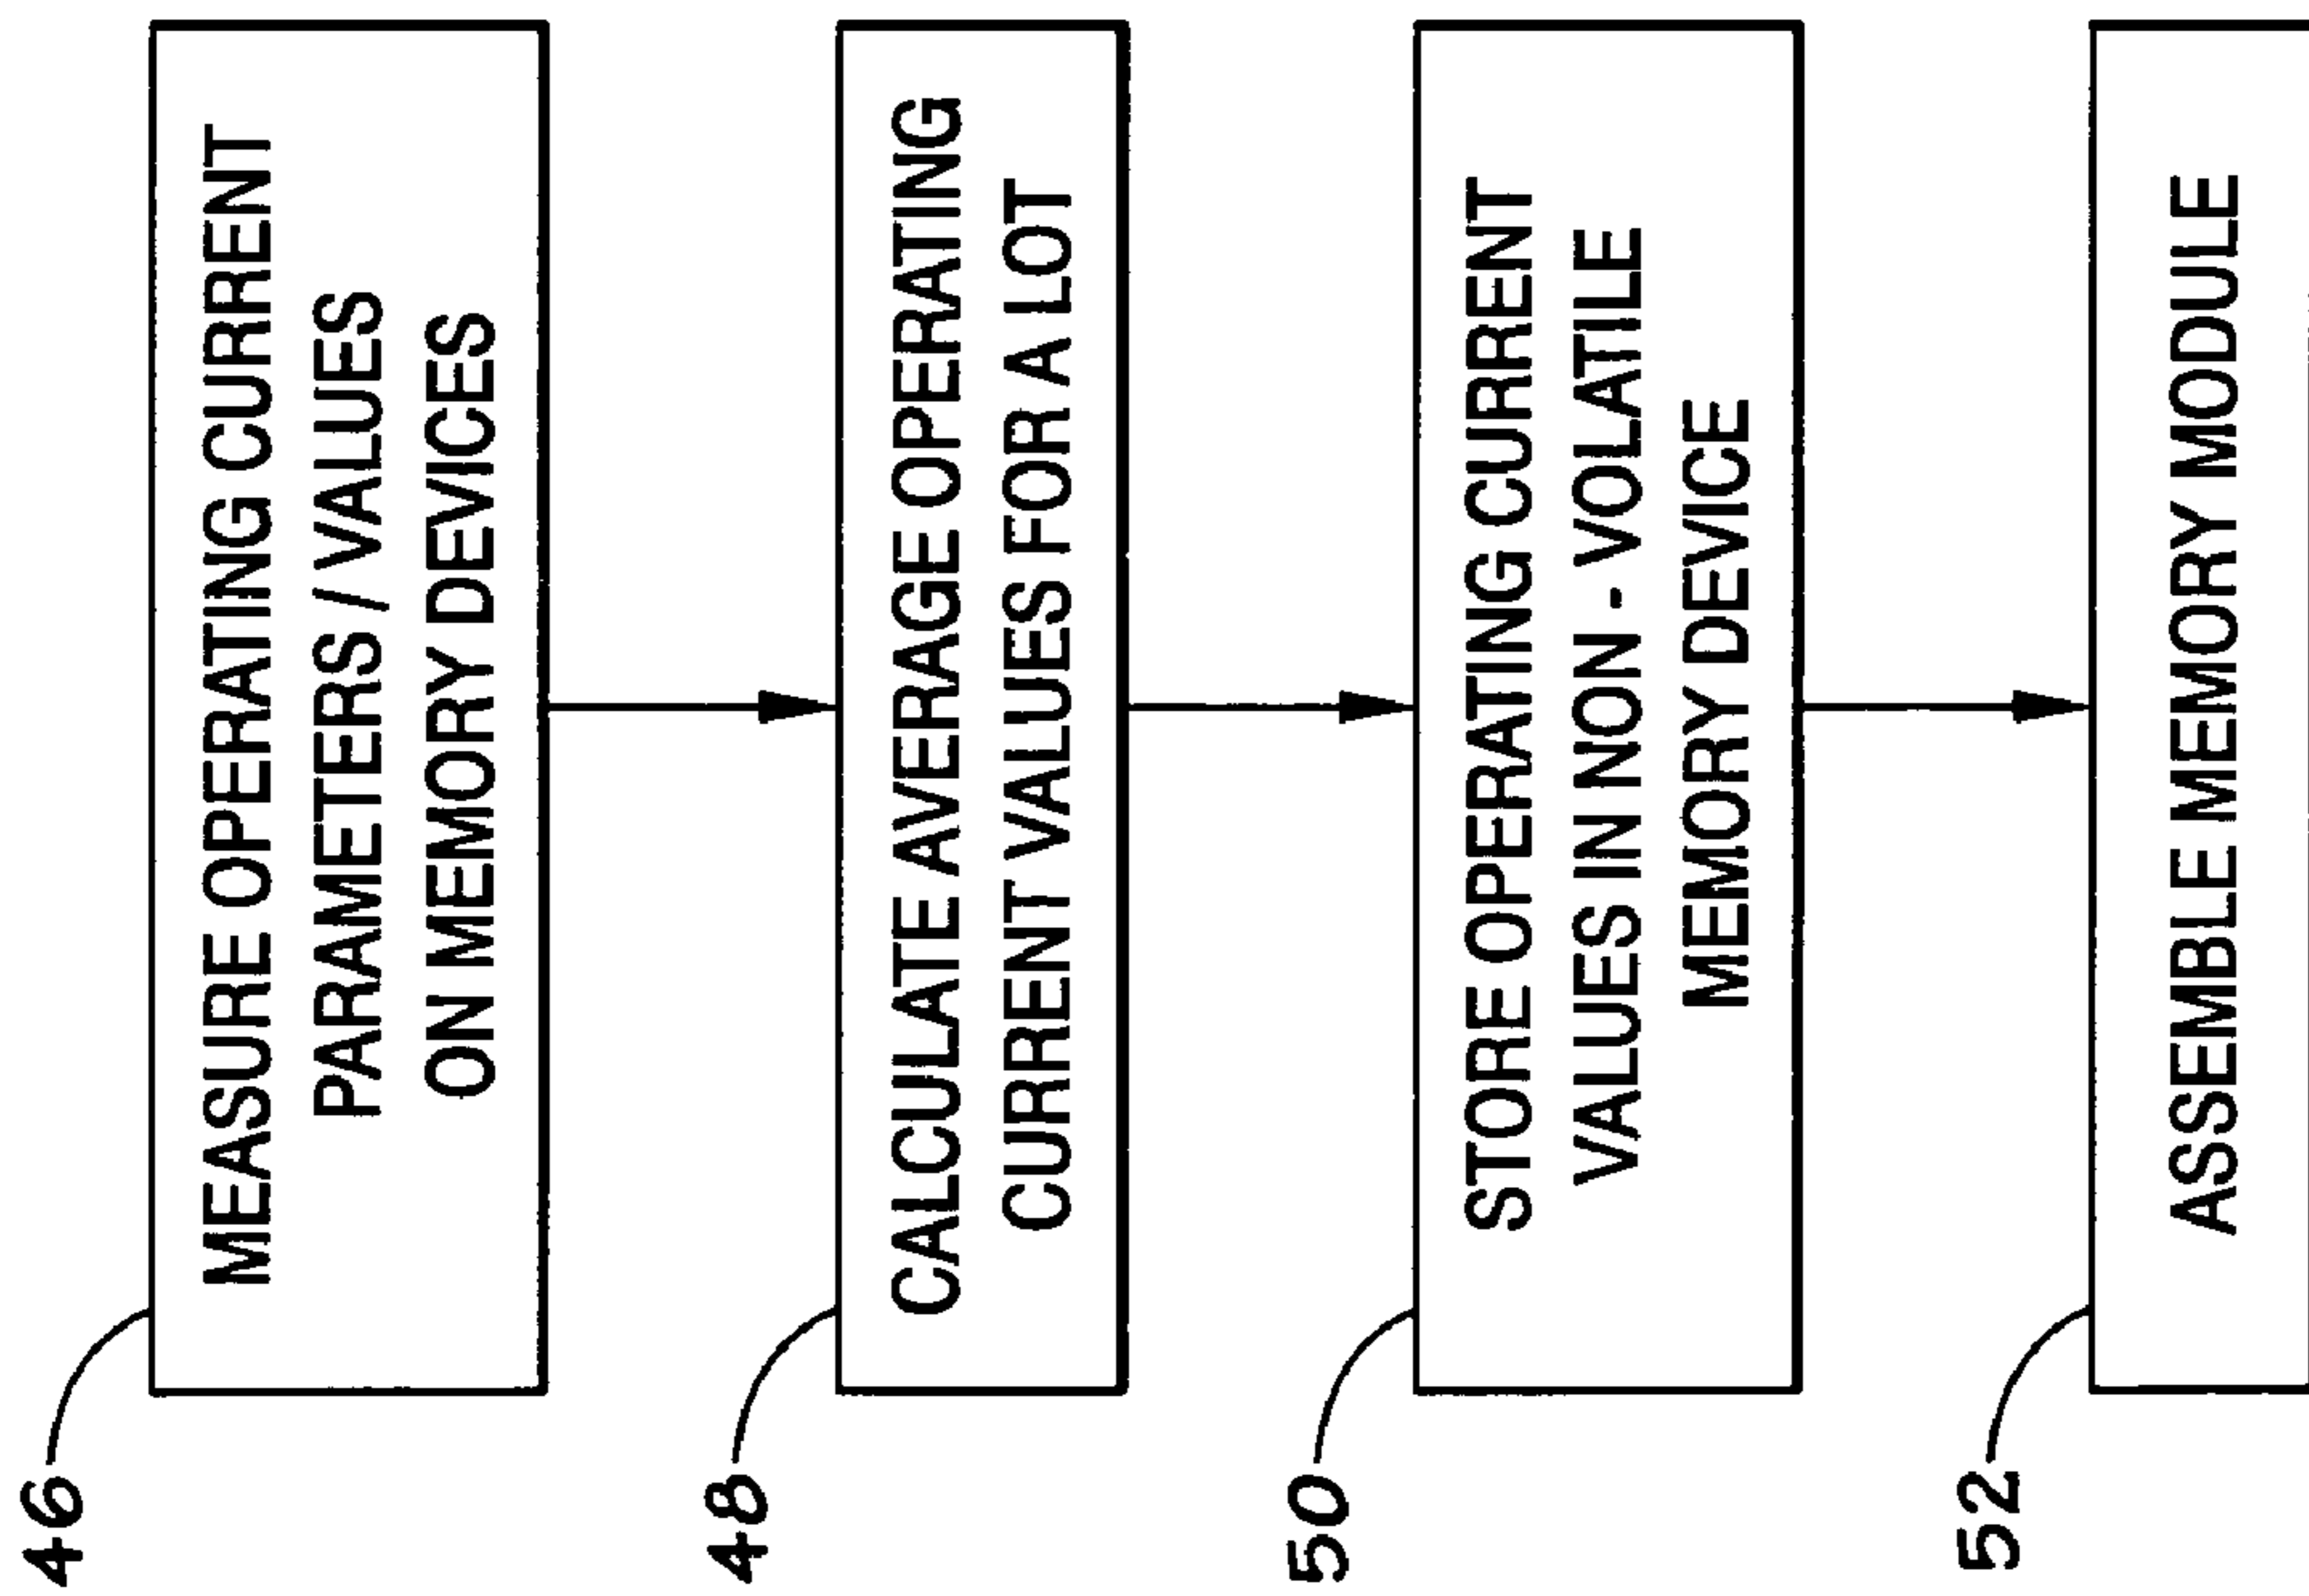 46
MEASURE OPERATING CURRENT
PARAMETERS / VALUES
ON MEMORY DEVICES
48
CALCULATE AVERAGE OPERATING
CURRENT VALUES FOR A LOT
50
STORE OPERATING CURRENT
VALUES IN NON - VOLATILE
MEMORY DEVICE
52
ASSEMBLE MEMORY MODULE